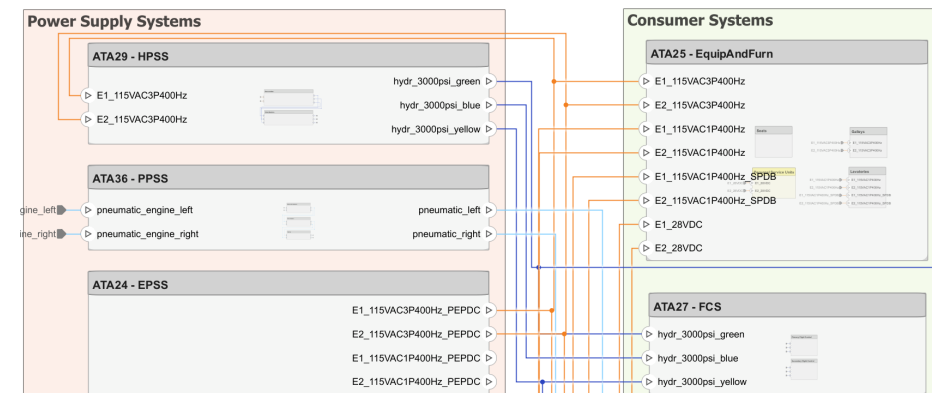 Power Supply Systems
ATA29 - HPSS
E1_115VAC3P400Hz
E2_115VAC3P400Hz
hydr_3000psi_green
hydr_3000psi_blue
hydr_3000psi_yellow
ATA36 - PPSS
gine_left
ine_right
pneumatic_engine_left
pneumatic_engine_right
pneumatic_left
pneumatic_right
ATA24 - EPSS
E1_115VAC3P400Hz_PEPDC
E2_115VAC3P400Hz_PEPDC
E1_115VAC1P400Hz_PEPDC
E2_115VAC1P400Hz_PEPDC
Consumer Systems
ATA25 - EquipAndFurn
E1_115VAC3P400Hz
E2_115VAC3P400Hz
E1_115VAC1P400Hz
E2_115VAC1P400Hz
E1_115VAC1P400Hz_SPDB
E2_115VAC1P400Hz_SPDB
E1_28VDC
E2_28VDC
Galleys
Lavatories
ATA27 - FCS
hydr_3000psi_green
hydr_3000psi_blue
hydr_3000psi_yellow